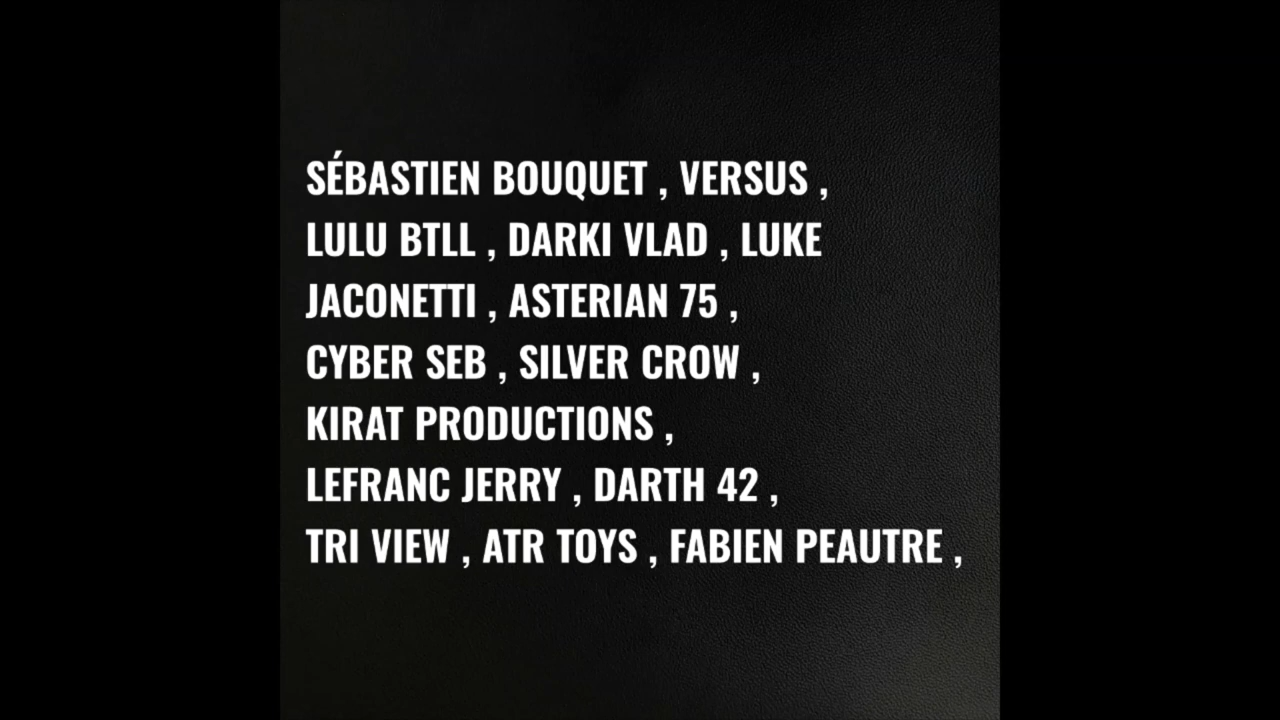 SÉBASTIEN BOUQUET , VERSUS ,
LULU BTLL , DARKI VLAD , LUKE
JACONETTI , ASTERIAN 75 ,
CYBER SEB , SILVER CROW ,
KIRAT PRODUCTIONS ,
LEFRANC JERRY , DARTH 42 ,
TRI VIEW , ATR TOYS , FABIEN PEAUTRE ,